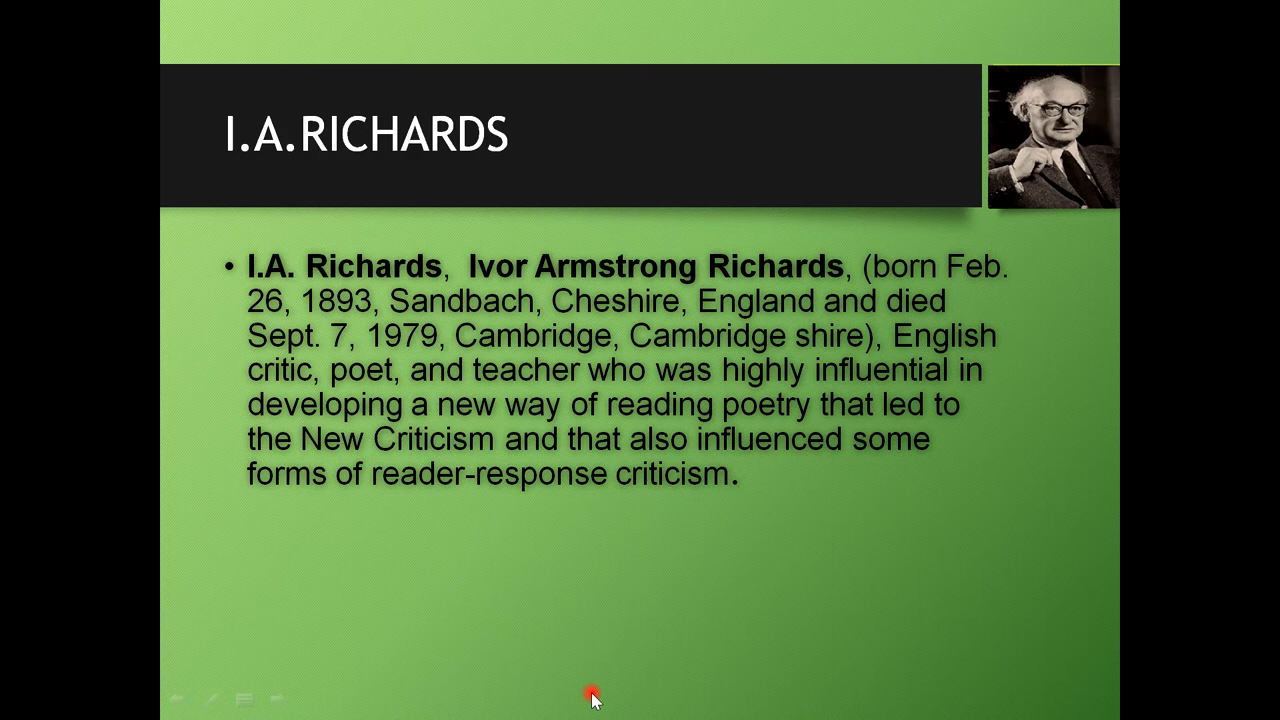 I.A.RICHARDS
• I.A. Richards,  Ivor Armstrong Richards, (born Feb.
26, 1893, Sandbach, Cheshire, England and died
Sept. 7, 1979, Cambridge, Cambridge shire), English
critic, poet, and teacher who was highly influential in
developing a new way of reading poetry that led to
the New Criticism and that also influenced some
forms of reader-response criticism.